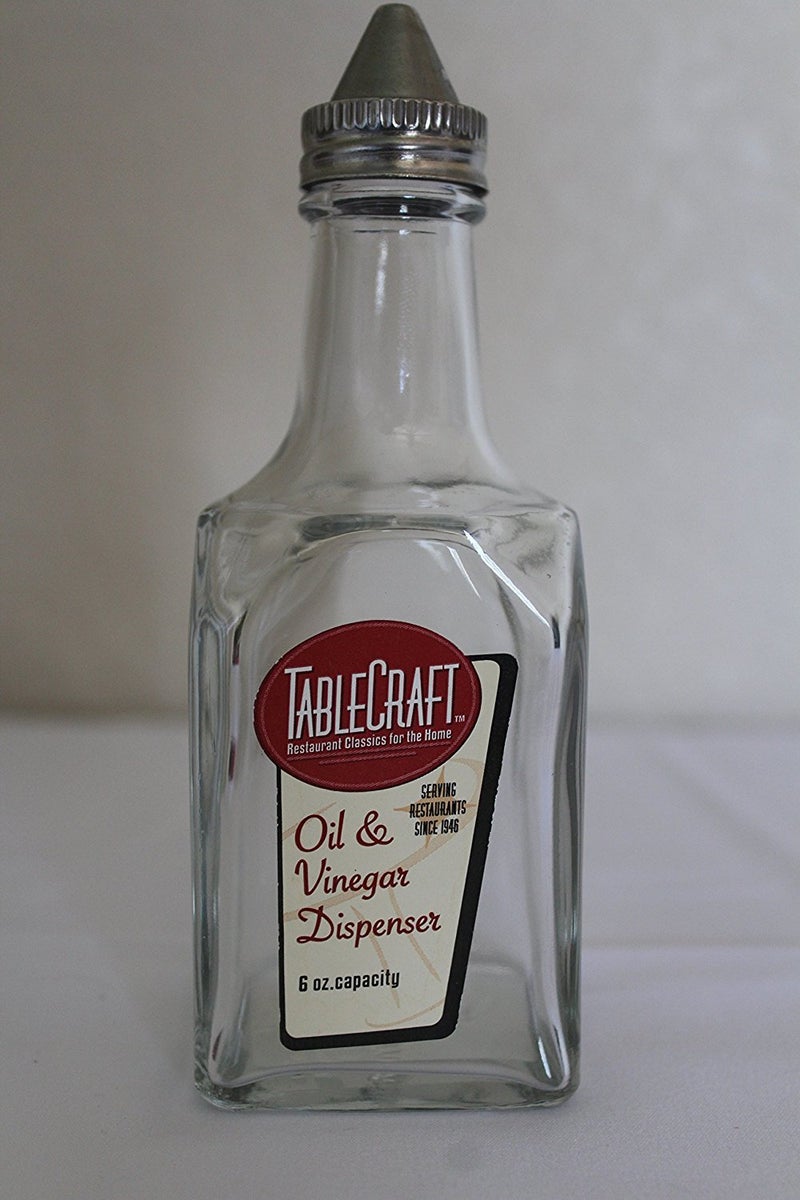 TABLECRAFT™
Restaurant Classics for the Home
SERVING
RESTAURANTS
SINCE 1946
Oil &
Vinegar
Dispenser
6 oz.capacity